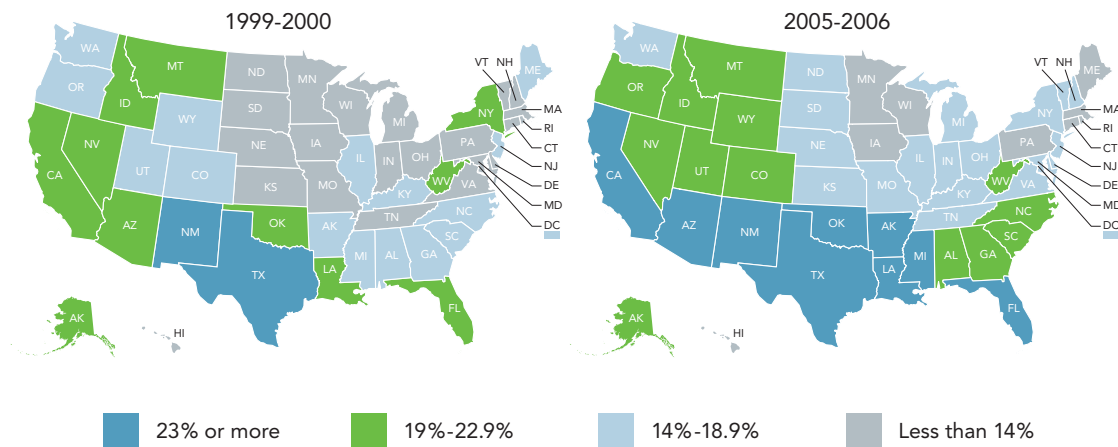 1999-2000
WA
OR
CA
NV
ID
MT
WY
UT
CO
AZ
NM
ND
SD
NE
KS
OK
TX
MN
IA
MO
AK
LA
WI
IL
MI
IN
OH
KY
TN
MI
AL
GA
FL
SC
NC
VA
WV
PA
NY
ME
VT NH
MA
RI
CT
NJ
DE
MD
DC
AK
HI
2005-2006
WA
OR
CA
NV
ID
MT
WY
UT
CO
AZ
NM
ND
SD
NE
KS
OK
TX
MN
IA
MO
AK
LA
WI
IL
MI
IN
OH
KY
TN
MI
AL
GA
FL
SC
NC
VA
WV
PA
NY
ME
VT NH
MA
RI
CT
NJ
DE
MD
DC
AK
HI
23% or more
19%-22.9%
14%-18.9%
Less than 14%